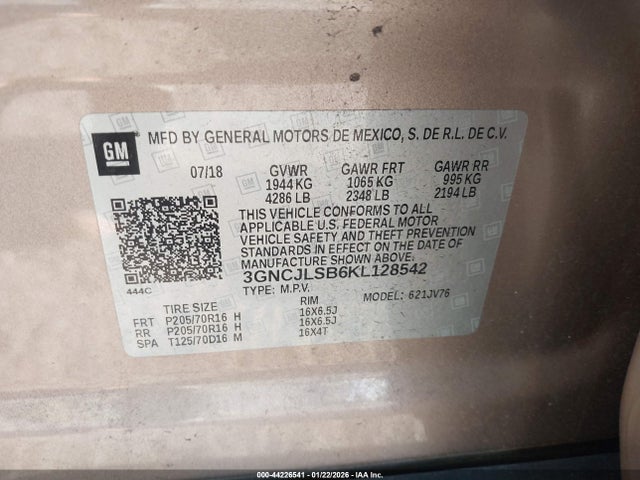 GM
MFD BY GENERAL MOTORS DE MEXICO, S. DE R.L. DE C.V.
07/18 GVWR GAWR FRT GAWR RR
1944 KG 1065 KG 995 KG
4286 LB 2348 LB 2194 LB
THIS VEHICLE CONFORMS TO ALL
APPLICABLE U.S. FEDERAL MOTOR
VEHICLE SAFETY AND THEFT PREVENTION
STANDARDS IN EFFECT ON THE DATE OF
MANUFACTURE SHOWN ABOVE.
3GNCJLSB6KL128542
444C TYPE: M.P.V. MODEL: 621JV76
TIRE SIZE RIM
FRT P205/70R16 H 16X6.5J
RR P205/70R16 H 16X6.5J
SPA T125/70D16 M 16X4T
000-44226541 - 01/22/2026 - IAA Inc.